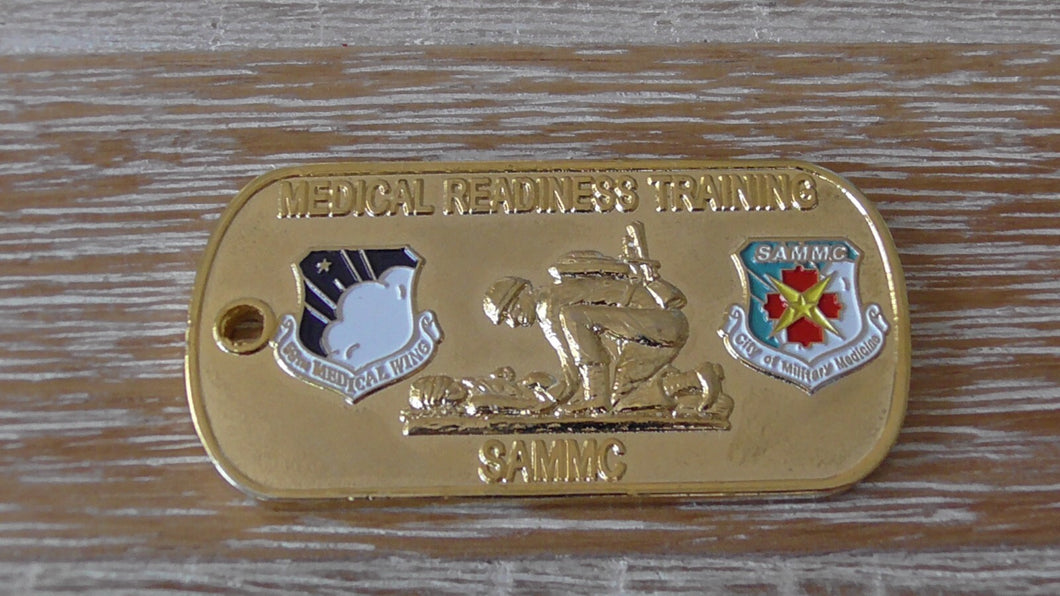 MEDICAL READINESS TRAINING
59TH MEDICAL WING
SAMMC
City of Military Medicine
SAMMC